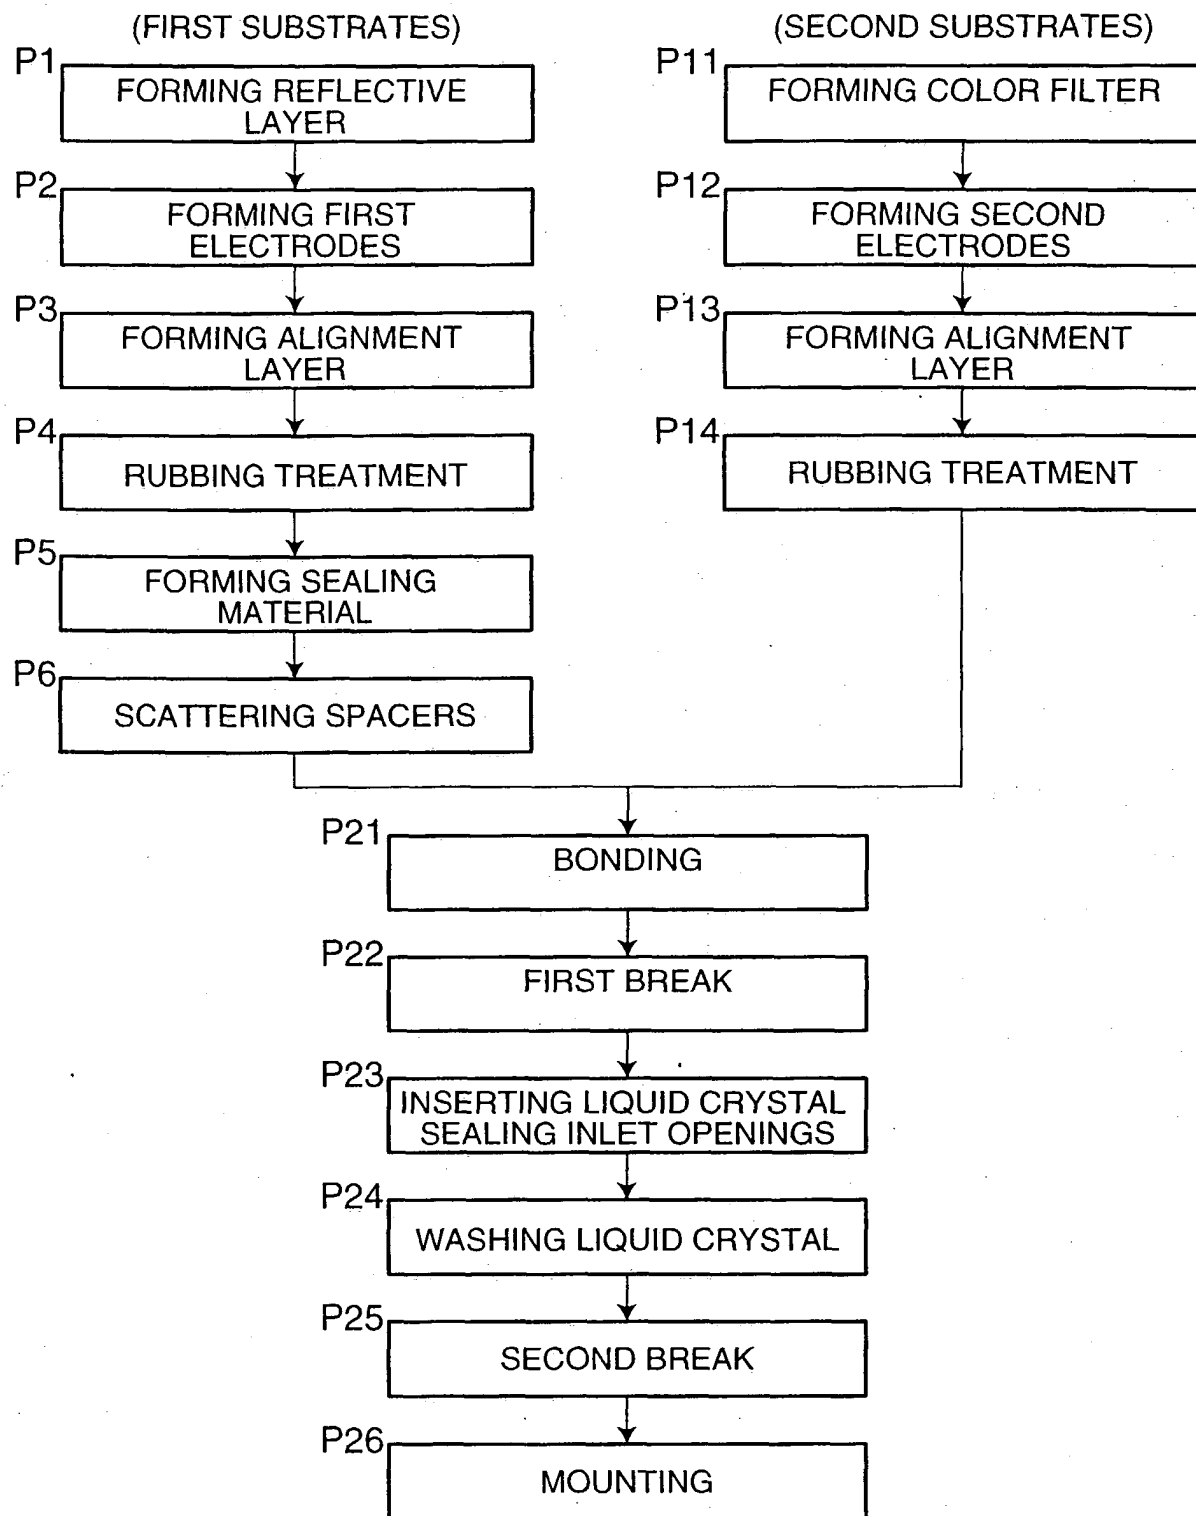 (FIRST SUBSTRATES)
P1
FORMING REFLECTIVE
LAYER
P2
FORMING FIRST
ELECTRODES
P3
FORMING ALIGNMENT
LAYER
P4
RUBBING TREATMENT
P5
FORMING SEALING
MATERIAL
P6
SCATTERING SPACERS
(SECOND SUBSTRATES)
P11
FORMING COLOR FILTER
P12
FORMING SECOND
ELECTRODES
P13
FORMING ALIGNMENT
LAYER
P14
RUBBING TREATMENT
P21
BONDING
P22
FIRST BREAK
P23
INSERTING LIQUID CRYSTAL
SEALING INLET OPENINGS
P24
WASHING LIQUID CRYSTAL
P25
SECOND BREAK
P26
MOUNTING